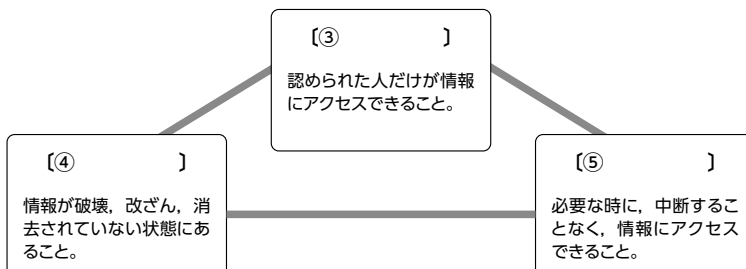 〔③　　　　　〕
認められた人だけが情報
にアクセスできること。
〔④　　　　　〕
情報が破壊，改ざん，消
去されていない状態にあ
ること。
〔⑤　　　　　〕
必要な時に，中断するこ
となく，情報にアクセス
できること。